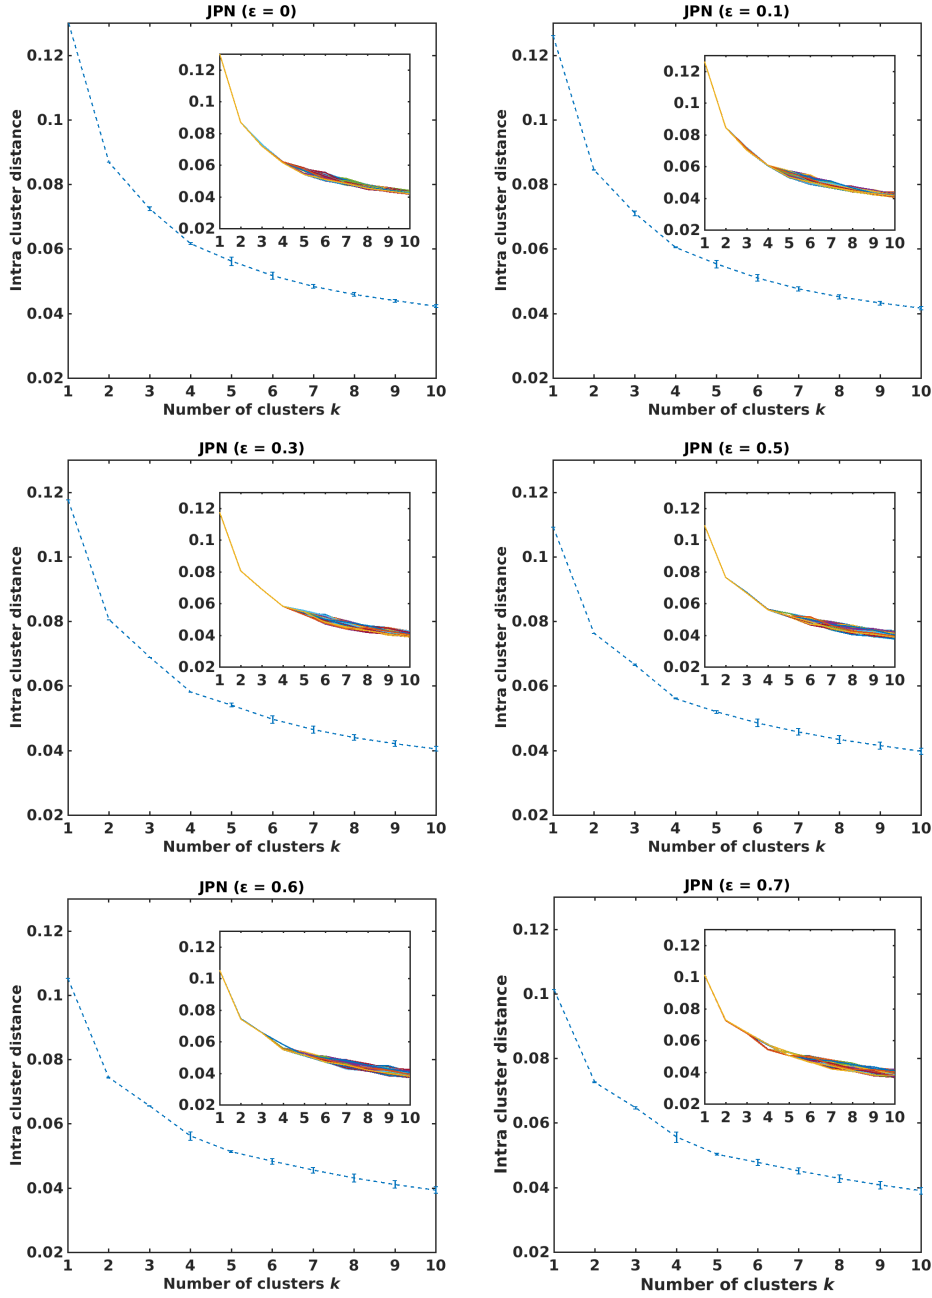 JPN (ε = 0)
Intra cluster distance
0.12
0.1
0.08
0.06
0.04
0.02
0.12
0.1
0.08
0.06
0.04
0.02
1 2 3 4 5 6 7 8 9 10
1 2 3 4 5 6 7 8 9 10
Number of clusters k
JPN (ε = 0.1)
Intra cluster distance
0.12
0.1
0.08
0.06
0.04
0.02
0.12
0.1
0.08
0.06
0.04
0.02
1 2 3 4 5 6 7 8 9 10
1 2 3 4 5 6 7 8 9 10
Number of clusters k
JPN (ε = 0.3)
Intra cluster distance
0.12
0.1
0.08
0.06
0.04
0.02
0.12
0.1
0.08
0.06
0.04
0.02
1 2 3 4 5 6 7 8 9 10
1 2 3 4 5 6 7 8 9 10
Number of clusters k
JPN (ε = 0.5)
Intra cluster distance
0.12
0.1
0.08
0.06
0.04
0.02
0.12
0.1
0.08
0.06
0.04
0.02
1 2 3 4 5 6 7 8 9 10
1 2 3 4 5 6 7 8 9 10
Number of clusters k
JPN (ε = 0.6)
Intra cluster distance
0.12
0.1
0.08
0.06
0.04
0.02
0.12
0.1
0.08
0.06
0.04
0.02
1 2 3 4 5 6 7 8 9 10
1 2 3 4 5 6 7 8 9 10
Number of clusters k
JPN (ε = 0.7)
Intra cluster distance
0.12
0.1
0.08
0.06
0.04
0.02
0.12
0.1
0.08
0.06
0.04
0.02
1 2 3 4 5 6 7 8 9 10
1 2 3 4 5 6 7 8 9 10
Number of clusters k